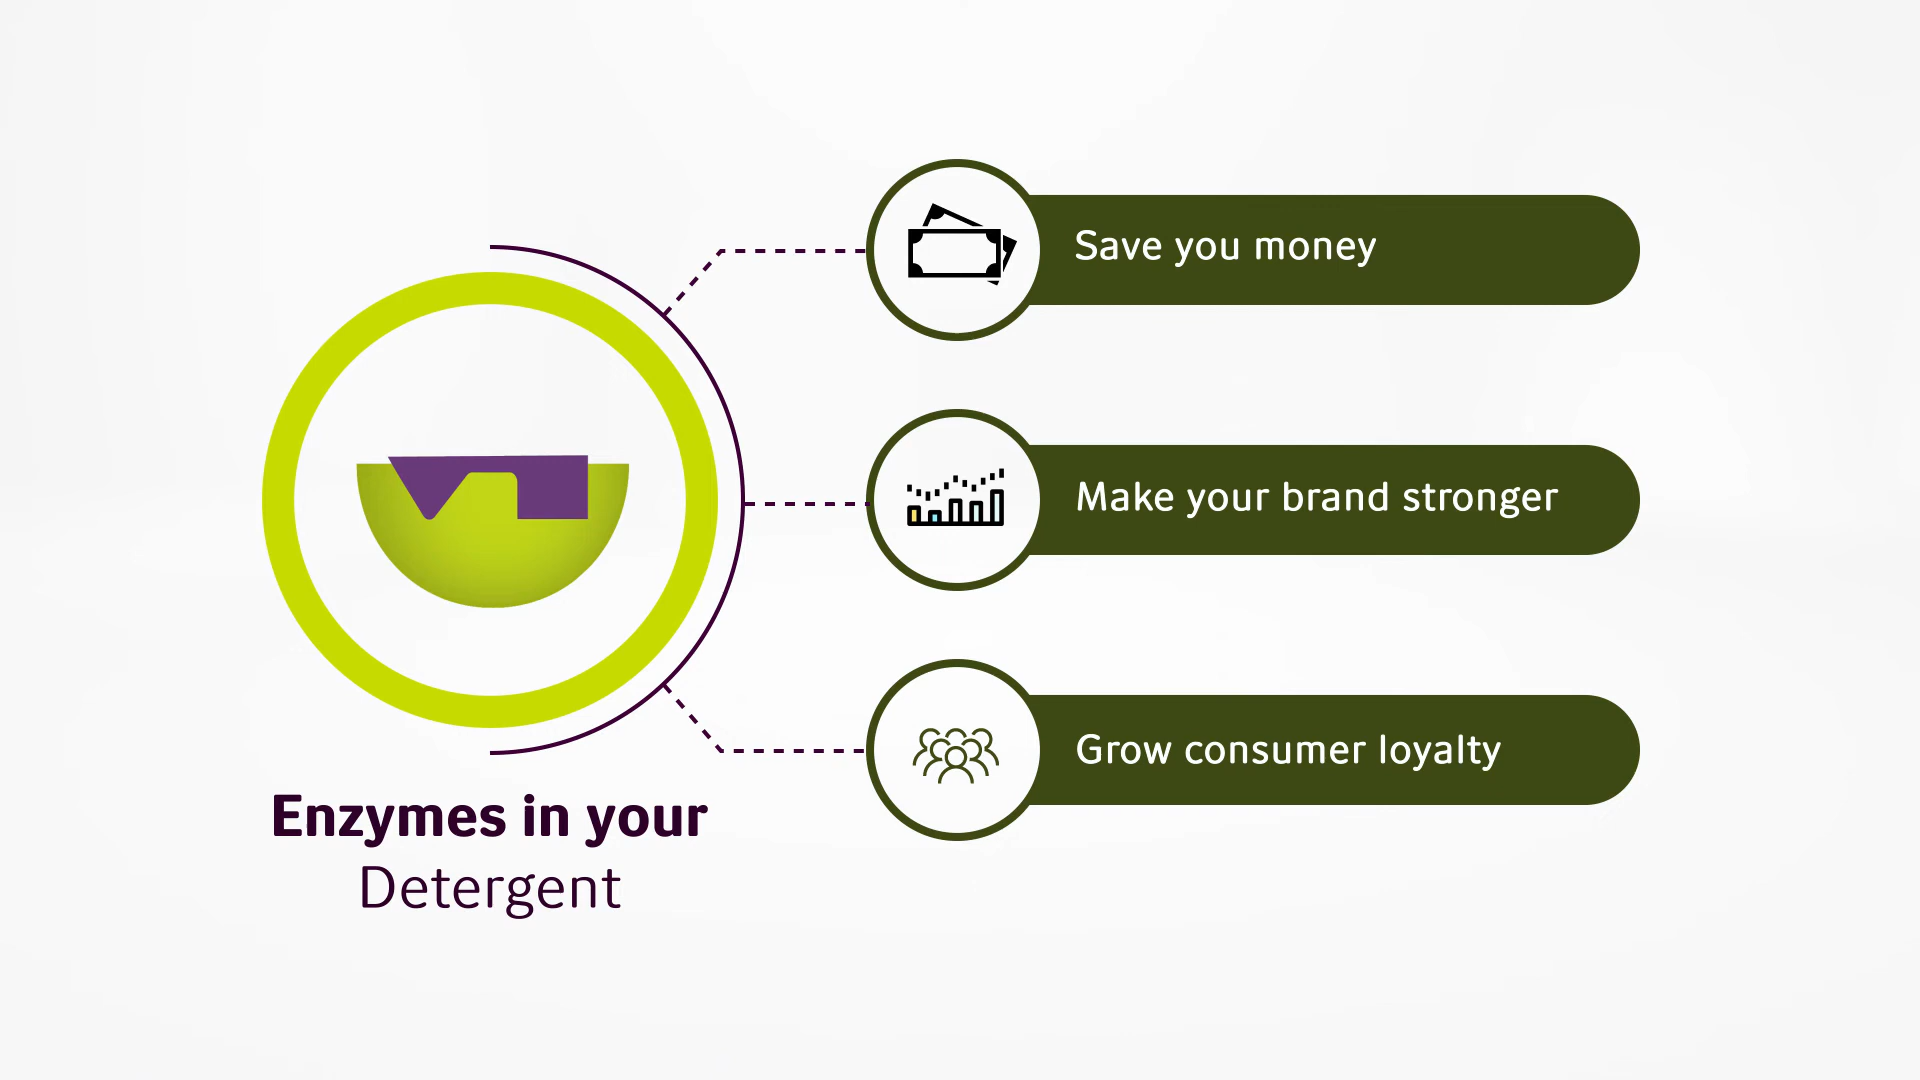 Save you money
Make your brand stronger
Grow consumer loyalty
Enzymes in your
Detergent